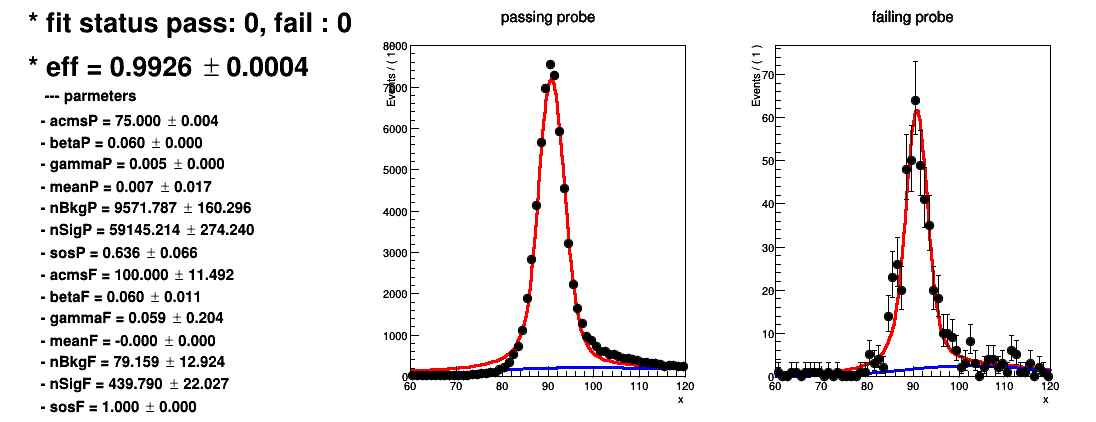 * fit status pass: 0, fail : 0
* eff = 0.9926 ± 0.0004
--- parmeters
- acmsP = 75.000 ± 0.004
- betaP = 0.060 ± 0.000
- gammaP = 0.005 ± 0.000
- meanP = 0.007 ± 0.017
- nBkgP = 9571.787 ± 160.296
- nSigP = 59145.214 ± 274.240
- sosP = 0.636 ± 0.066
- acmsF = 100.000 ± 11.492
- betaF = 0.060 ± 0.011
- gammaF = 0.059 ± 0.204
- meanF = -0.000 ± 0.000
- nBkgF = 79.159 ± 12.924
- nSigF = 439.790 ± 22.027
- sosF = 1.000 ± 0.000
passing probe
Events / ( 1 )
8000
7000
6000
5000
4000
3000
2000
1000
0
60 70 80 90 100 110 120
x
failing probe
Events / ( 1 )
70
60
50
40
30
20
10
0
60 70 80 90 100 110 120
x